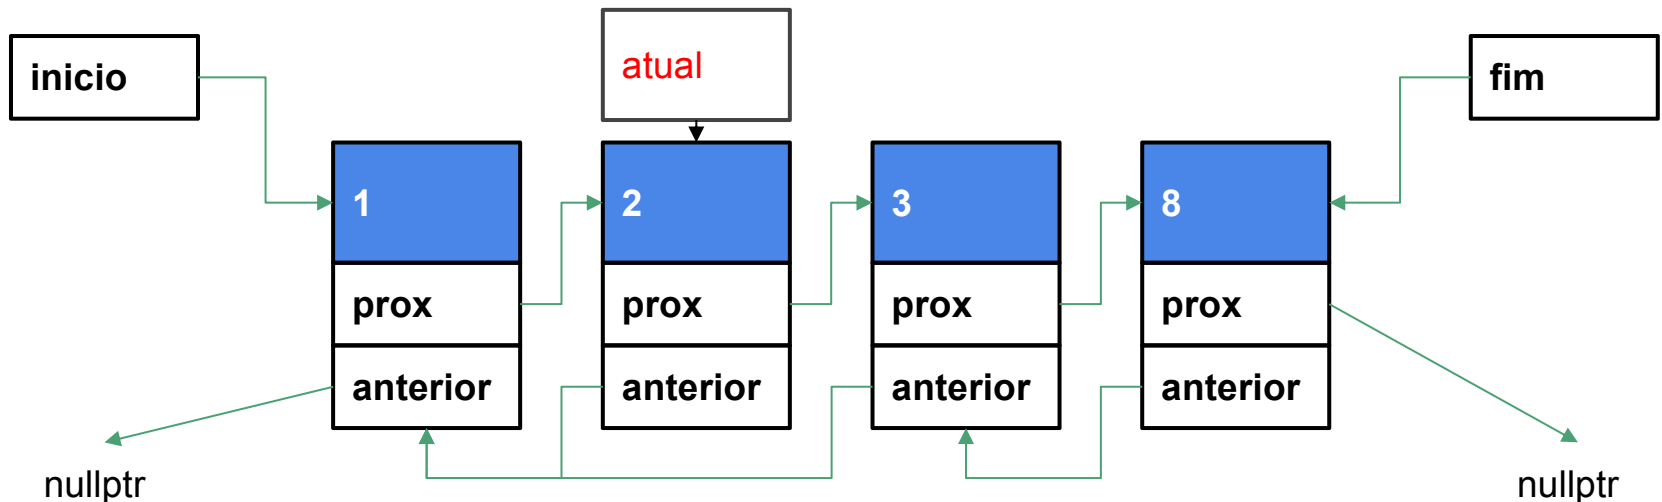 inicio
atual
fim
1
2
3
8
prox
prox
prox
prox
anterior
anterior
anterior
anterior
nullptr
nullptr